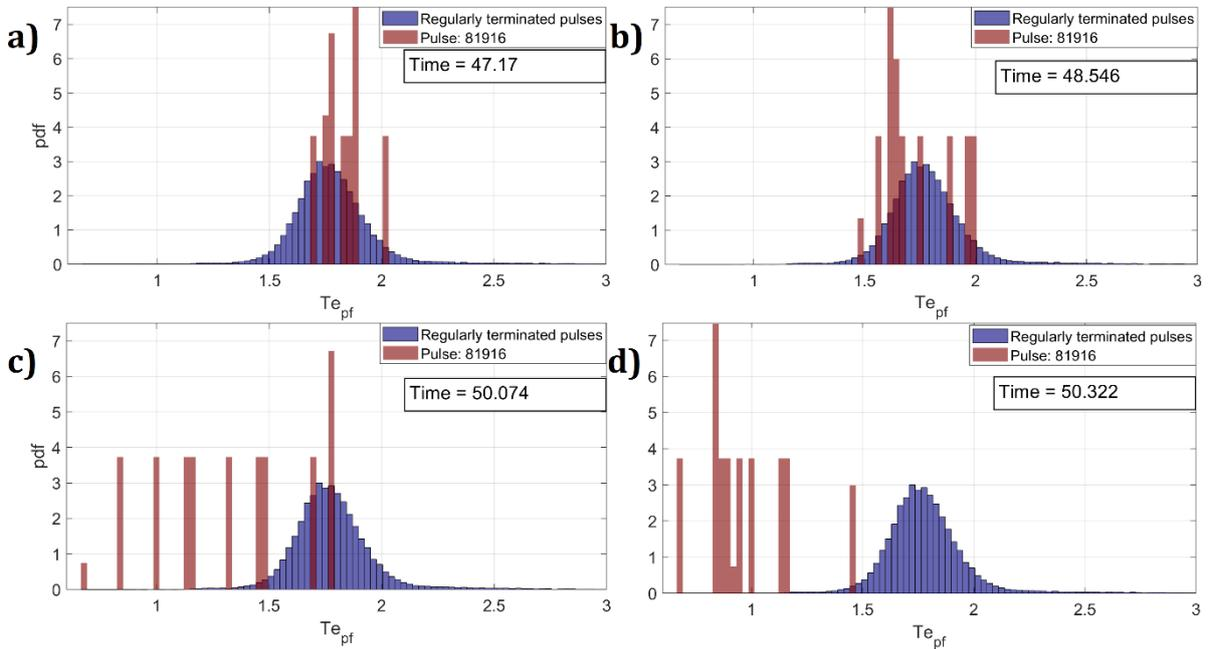 a)
7
6
5
4
3
2
1
0
pdf
Regularly terminated pulses
Pulse: 81916
Time = 47.17
1
1.5
2
2.5
3
Te_pf
b)
7
6
5
4
3
2
1
0
Regularly terminated pulses
Pulse: 81916
Time = 48.546
1
1.5
2
2.5
3
Te_pf
c)
7
6
5
4
3
2
1
0
pdf
Regularly terminated pulses
Pulse: 81916
Time = 50.074
1
1.5
2
2.5
3
Te_pf
d)
7
6
5
4
3
2
1
0
Regularly terminated pulses
Pulse: 81916
Time = 50.322
1
1.5
2
2.5
3
Te_pf